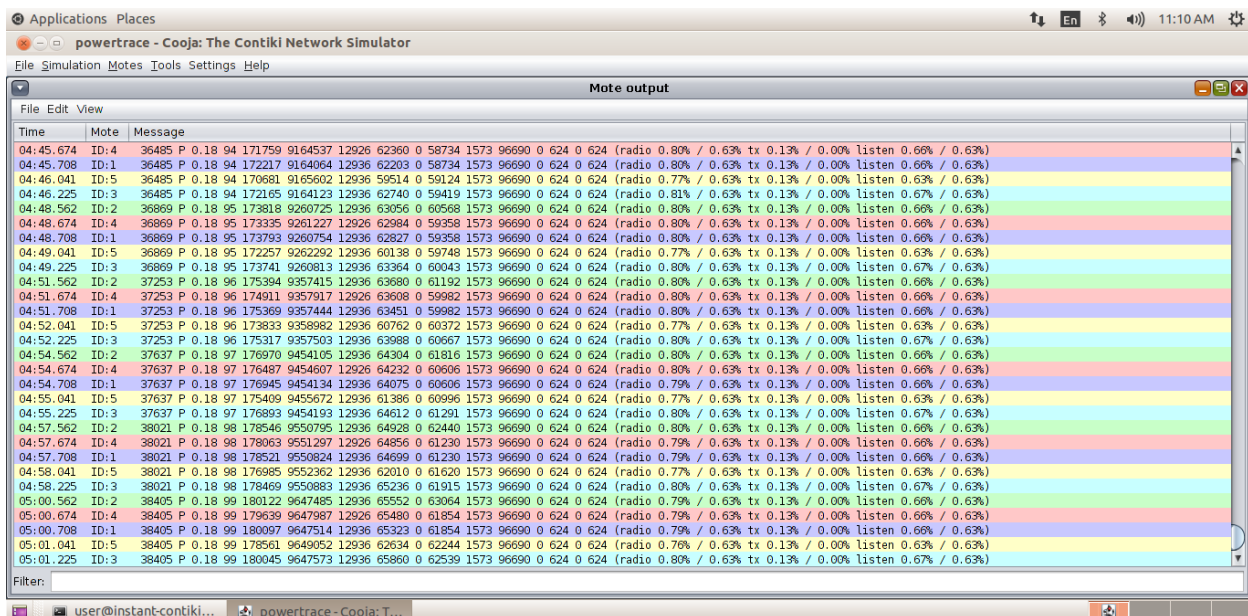 Applications Places En 11:10 AM
powertrace - Cooja: The Contiki Network Simulator
File Simulation Motes Tools Settings Help
Mote output
File Edit View
Time Mote Message
04:45.674 ID:4 36485 P 0.18 94 171759 9164537 12926 62360 0 58734 1573 96690 0 624 0 624 (radio 0.80% / 0.63% tx 0.13% / 0.00% listen 0.66% / 0.63%)
04:45.708 ID:1 36485 P 0.18 94 172217 9164064 12936 62203 0 58734 1573 96690 0 624 0 624 (radio 0.80% / 0.63% tx 0.13% / 0.00% listen 0.66% / 0.63%)
04:46.041 ID:5 36485 P 0.18 94 170681 9165602 12936 59514 0 59124 1573 96690 0 624 0 624 (radio 0.77% / 0.63% tx 0.13% / 0.00% listen 0.63% / 0.63%)
04:46.225 ID:3 36485 P 0.18 94 172165 9164123 12936 62740 0 59419 1573 96690 0 624 0 624 (radio 0.81% / 0.63% tx 0.13% / 0.00% listen 0.67% / 0.63%)
04:48.562 ID:2 36869 P 0.18 95 173818 9260725 12936 63056 0 60568 1573 96690 0 624 0 624 (radio 0.80% / 0.63% tx 0.13% / 0.00% listen 0.66% / 0.63%)
04:48.674 ID:4 36869 P 0.18 95 173335 9261227 12926 62984 0 59358 1573 96690 0 624 0 624 (radio 0.80% / 0.63% tx 0.13% / 0.00% listen 0.66% / 0.63%)
04:48.708 ID:1 36869 P 0.18 95 173793 9260754 12936 62827 0 59358 1573 96690 0 624 0 624 (radio 0.80% / 0.63% tx 0.13% / 0.00% listen 0.66% / 0.63%)
04:49.041 ID:5 36869 P 0.18 95 172257 9262292 12936 60138 0 59748 1573 96690 0 624 0 624 (radio 0.77% / 0.63% tx 0.13% / 0.00% listen 0.63% / 0.63%)
04:49.225 ID:3 36869 P 0.18 95 173741 9260813 12936 63364 0 60043 1573 96690 0 624 0 624 (radio 0.80% / 0.63% tx 0.13% / 0.00% listen 0.67% / 0.63%)
04:51.562 ID:2 37253 P 0.18 96 175394 9357415 12936 63680 0 61192 1573 96690 0 624 0 624 (radio 0.80% / 0.63% tx 0.13% / 0.00% listen 0.66% / 0.63%)
04:51.674 ID:4 37253 P 0.18 96 174911 9357917 12926 63608 0 59982 1573 96690 0 624 0 624 (radio 0.80% / 0.63% tx 0.13% / 0.00% listen 0.66% / 0.63%)
04:51.708 ID:1 37253 P 0.18 96 175369 9357444 12936 63451 0 59982 1573 96690 0 624 0 624 (radio 0.80% / 0.63% tx 0.13% / 0.00% listen 0.66% / 0.63%)
04:52.041 ID:5 37253 P 0.18 96 173833 9358982 12936 60762 0 60372 1573 96690 0 624 0 624 (radio 0.77% / 0.63% tx 0.13% / 0.00% listen 0.63% / 0.63%)
04:52.225 ID:3 37253 P 0.18 96 175317 9357503 12936 63988 0 60667 1573 96690 0 624 0 624 (radio 0.80% / 0.63% tx 0.13% / 0.00% listen 0.67% / 0.63%)
04:54.562 ID:2 37637 P 0.18 97 176970 9454105 12936 64304 0 61816 1573 96690 0 624 0 624 (radio 0.80% / 0.63% tx 0.13% / 0.00% listen 0.66% / 0.63%)
04:54.674 ID:4 37637 P 0.18 97 176487 9454607 12926 64232 0 60606 1573 96690 0 624 0 624 (radio 0.80% / 0.63% tx 0.13% / 0.00% listen 0.66% / 0.63%)
04:54.708 ID:1 37637 P 0.18 97 176945 9454134 12936 64075 0 60606 1573 96690 0 624 0 624 (radio 0.79% / 0.63% tx 0.13% / 0.00% listen 0.66% / 0.63%)
04:55.041 ID:5 37637 P 0.18 97 175409 9455672 12936 61386 0 60996 1573 96690 0 624 0 624 (radio 0.77% / 0.63% tx 0.13% / 0.00% listen 0.63% / 0.63%)
04:55.225 ID:3 37637 P 0.18 97 176893 9454193 12936 64612 0 61291 1573 96690 0 624 0 624 (radio 0.80% / 0.63% tx 0.13% / 0.00% listen 0.67% / 0.63%)
04:57.562 ID:2 38021 P 0.18 98 178546 9550795 12936 64928 0 62440 1573 96690 0 624 0 624 (radio 0.80% / 0.63% tx 0.13% / 0.00% listen 0.66% / 0.63%)
04:57.674 ID:4 38021 P 0.18 98 178063 9551297 12926 64856 0 61230 1573 96690 0 624 0 624 (radio 0.79% / 0.63% tx 0.13% / 0.00% listen 0.66% / 0.63%)
04:57.708 ID:1 38021 P 0.18 98 178521 9550824 12936 64699 0 61230 1573 96690 0 624 0 624 (radio 0.79% / 0.63% tx 0.13% / 0.00% listen 0.66% / 0.63%)
04:58.041 ID:5 38021 P 0.18 98 176985 9552362 12936 62010 0 61620 1573 96690 0 624 0 624 (radio 0.77% / 0.63% tx 0.13% / 0.00% listen 0.63% / 0.63%)
04:58.225 ID:3 38021 P 0.18 98 178469 9550883 12936 65236 0 61915 1573 96690 0 624 0 624 (radio 0.80% / 0.63% tx 0.13% / 0.00% listen 0.67% / 0.63%)
05:00.562 ID:2 38405 P 0.18 99 180122 9647485 12936 65552 0 63064 1573 96690 0 624 0 624 (radio 0.79% / 0.63% tx 0.13% / 0.00% listen 0.66% / 0.63%)
05:00.674 ID:4 38405 P 0.18 99 179639 9647987 12926 65480 0 61854 1573 96690 0 624 0 624 (radio 0.79% / 0.63% tx 0.13% / 0.00% listen 0.66% / 0.63%)
05:00.708 ID:1 38405 P 0.18 99 180097 9647514 12936 65323 0 61854 1573 96690 0 624 0 624 (radio 0.79% / 0.63% tx 0.13% / 0.00% listen 0.66% / 0.63%)
05:01.041 ID:5 38405 P 0.18 99 178561 9649052 12936 62634 0 62244 1573 96690 0 624 0 624 (radio 0.76% / 0.63% tx 0.13% / 0.00% listen 0.63% / 0.63%)
05:01.225 ID:3 38405 P 0.18 99 180045 9647573 12936 65860 0 62539 1573 96690 0 624 0 624 (radio 0.80% / 0.63% tx 0.13% / 0.00% listen 0.67% / 0.63%)
Filter:
user@instant-contiki... powertrace - Cooja: T...